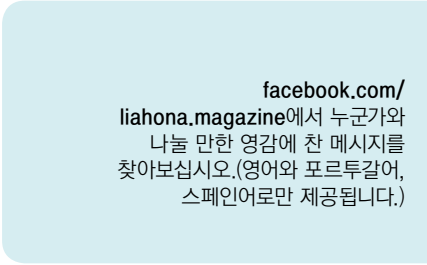 facebook.com/
liahona.magazine에서 누군가와
나눌 만한 영감에 찬 메시지를
찾아보십시오.(영어와 포르투갈어,
스페인어로만 제공됩니다.)